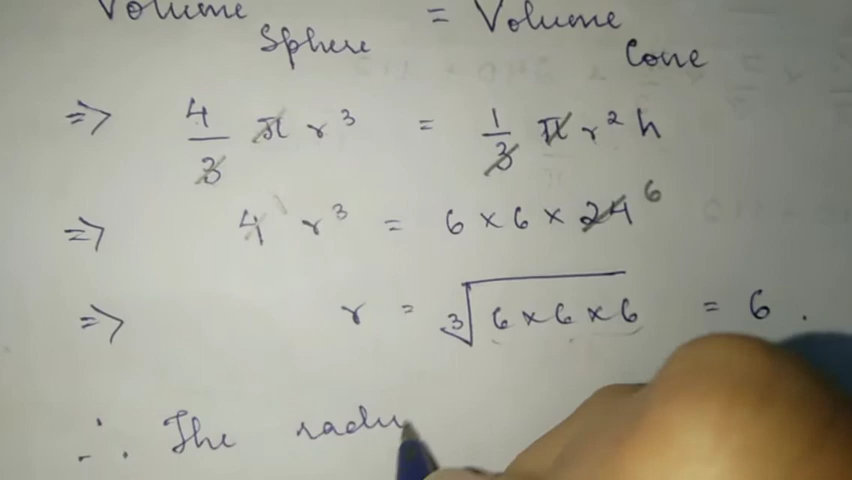 Volume Sphere = Volume Cone
=> 4/3 π r³ = 1/3 π r² h
=> 4 r³ = 6 × 6 × 24 6
=> r = ∛6×6×6 = 6 .
∴ The radiu